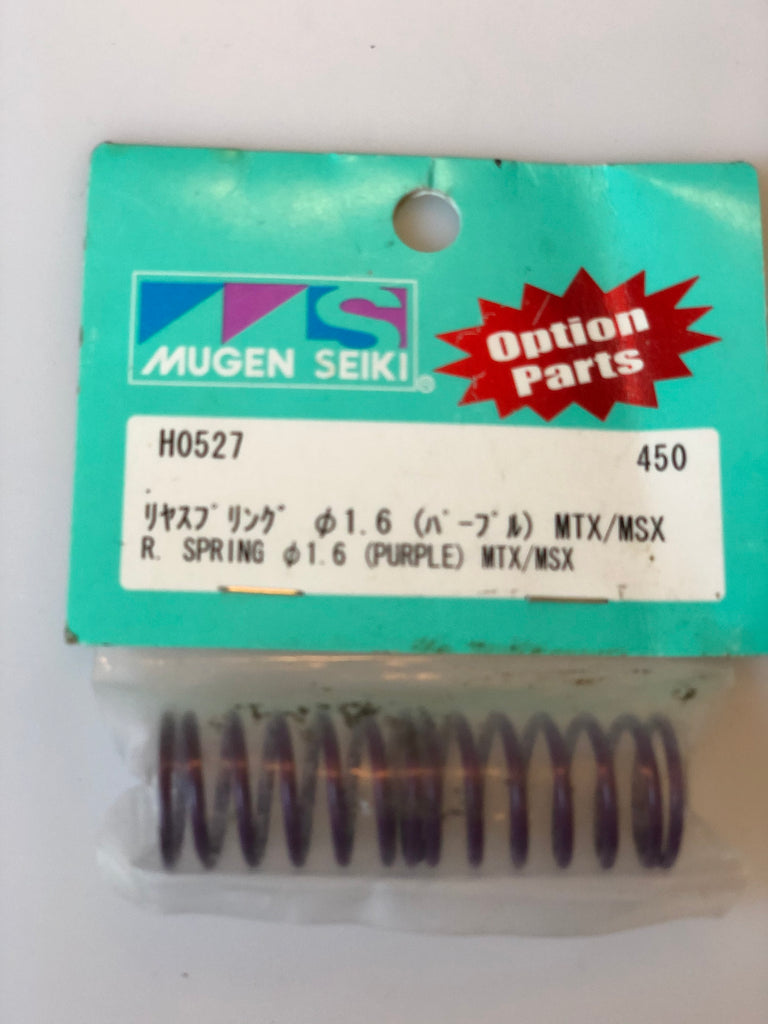 MUGEN SEIKI®
Option
Parts
H0527
450
ﾘﾔｽﾌﾟﾘﾝｸﾞ φ1.6 (ﾊﾟｰﾌﾟﾙ) MTX/MSX
R. SPRING φ1.6 (PURPLE) MTX/MSX